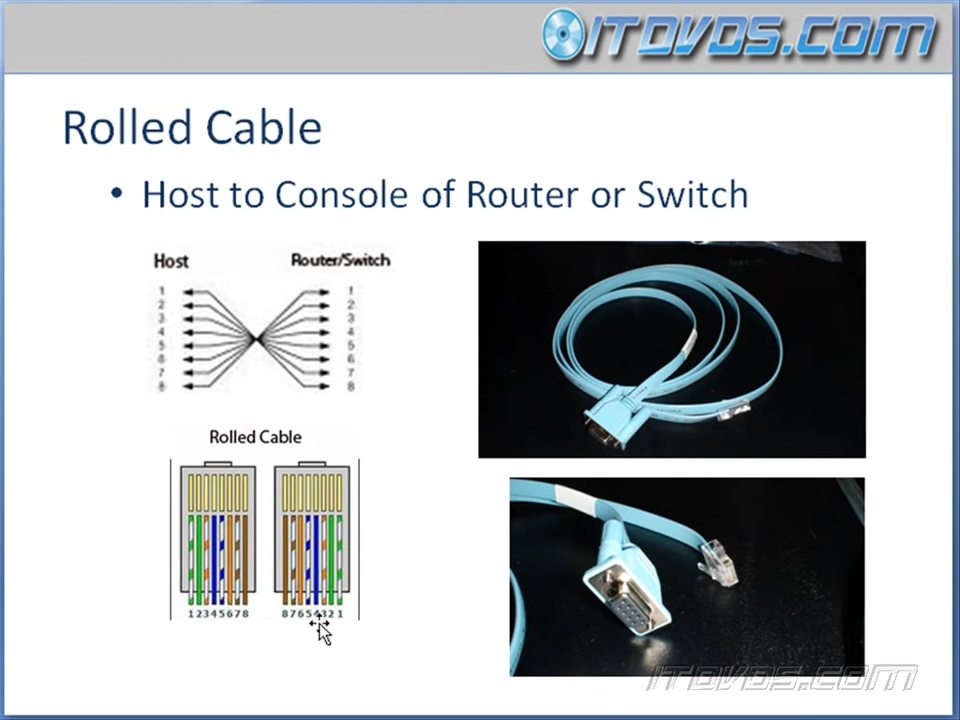 ITDVDS.COM
Rolled Cable
• Host to Console of Router or Switch
Host Router/Switch
1 1
2 2
3 3
4 4
5 5
6 6
7 7
8 8
Rolled Cable
12345678 87654321
ITDVDS.COM